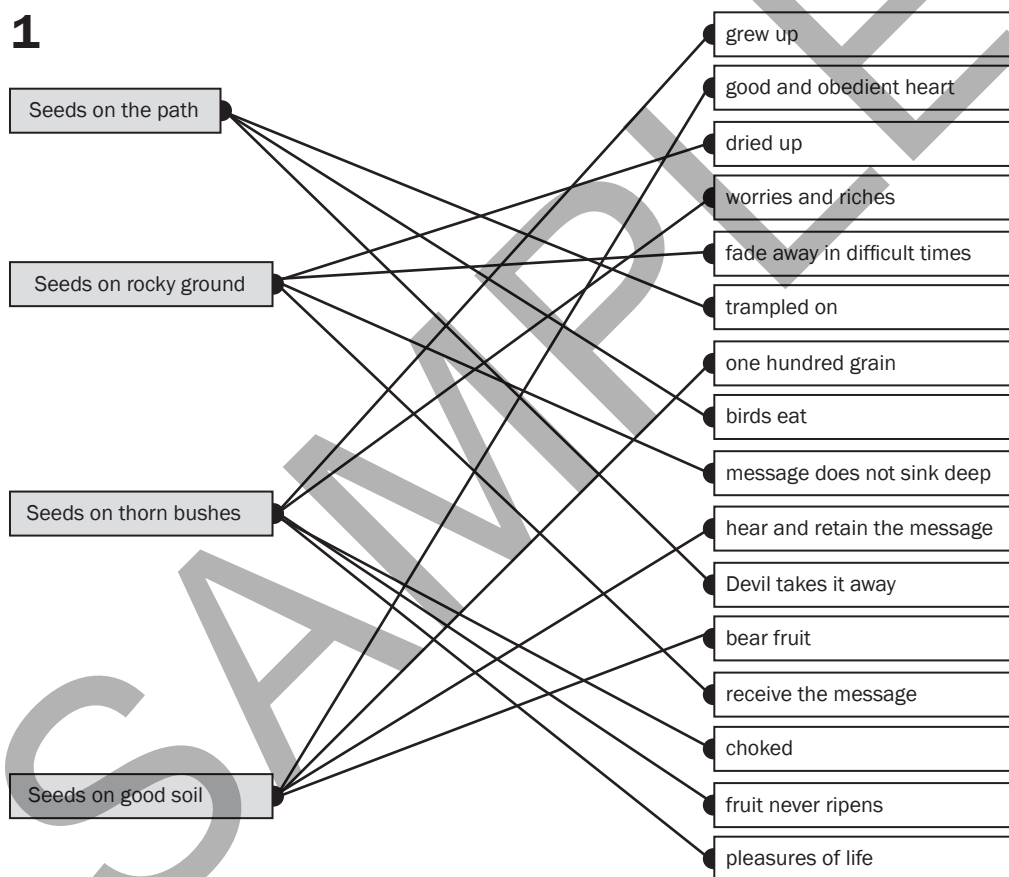 1
Seeds on the path
Seeds on rocky ground
Seeds on thorn bushes
Seeds on good soil
grew up
good and obedient heart
dried up
worries and riches
fade away in difficult times
trampled on
one hundred grain
birds eat
message does not sink deep
hear and retain the message
Devil takes it away
bear fruit
receive the message
choked
fruit never ripens
pleasures of life
SAMPLE